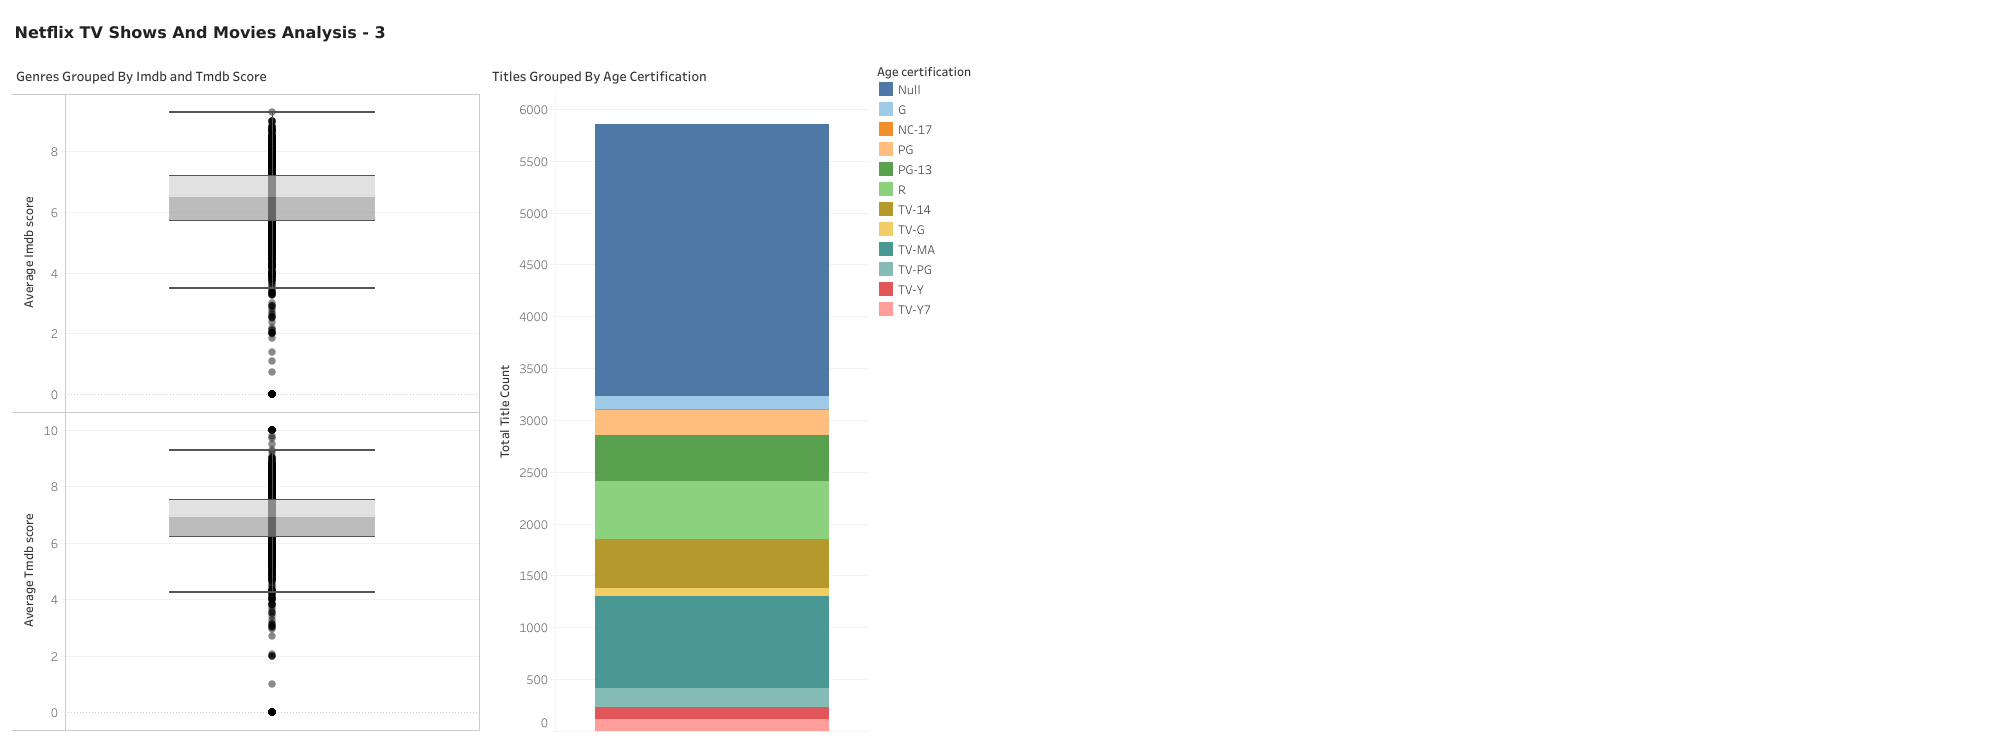 Netflix TV Shows And Movies Analysis - 3
Genres Grouped By Imdb and Tmdb Score
Average Imdb score
8
6
4
2
0
Average Tmdb score
10
8
6
4
2
0
Titles Grouped By Age Certification
Total Title Count
6000
5500
5000
4500
4000
3500
3000
2500
2000
1500
1000
500
0
Age certification
Null
G
NC-17
PG
PG-13
R
TV-14
TV-G
TV-MA
TV-PG
TV-Y
TV-Y7